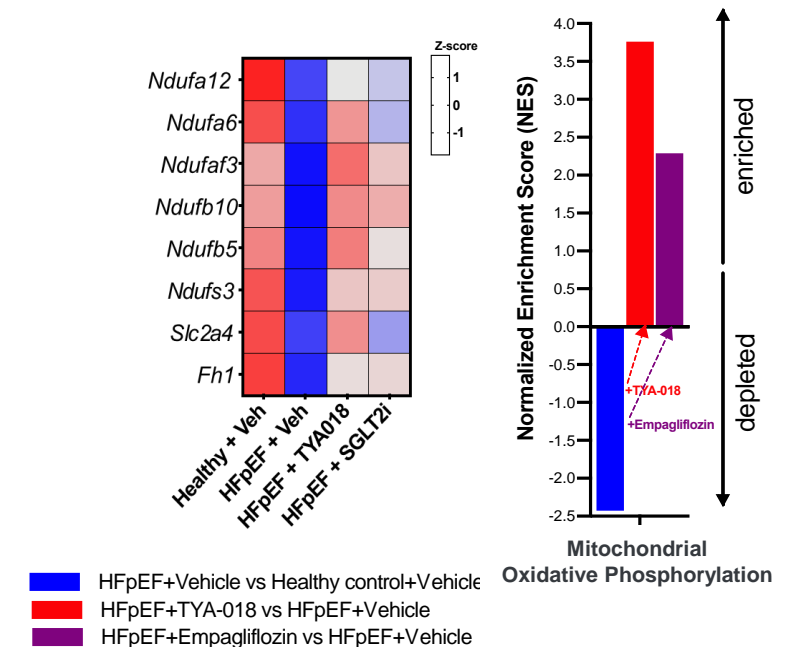 Z-score
1
0
-1
Ndufa12
Ndufa6
Ndufaf3
Ndufb10
Ndufb5
Ndufs3
Slc2a4
Fh1
Healthy + Veh
HFpEF + Veh
HFpEF + TYA018
HFpEF + SGLT2i
Normalized Enrichment Score (NES)
4.0
3.5
3.0
2.5
2.0
1.5
1.0
0.5
0.0
-0.5
-1.0
-1.5
-2.0
-2.5
+TYA-018
+Empagliflozin
enriched
depleted
Mitochondrial
Oxidative Phosphorylation
HFpEF+Vehicle vs Healthy control+Vehicle
HFpEF+TYA-018 vs HFpEF+Vehicle
HFpEF+Empagliflozin vs HFpEF+Vehicle